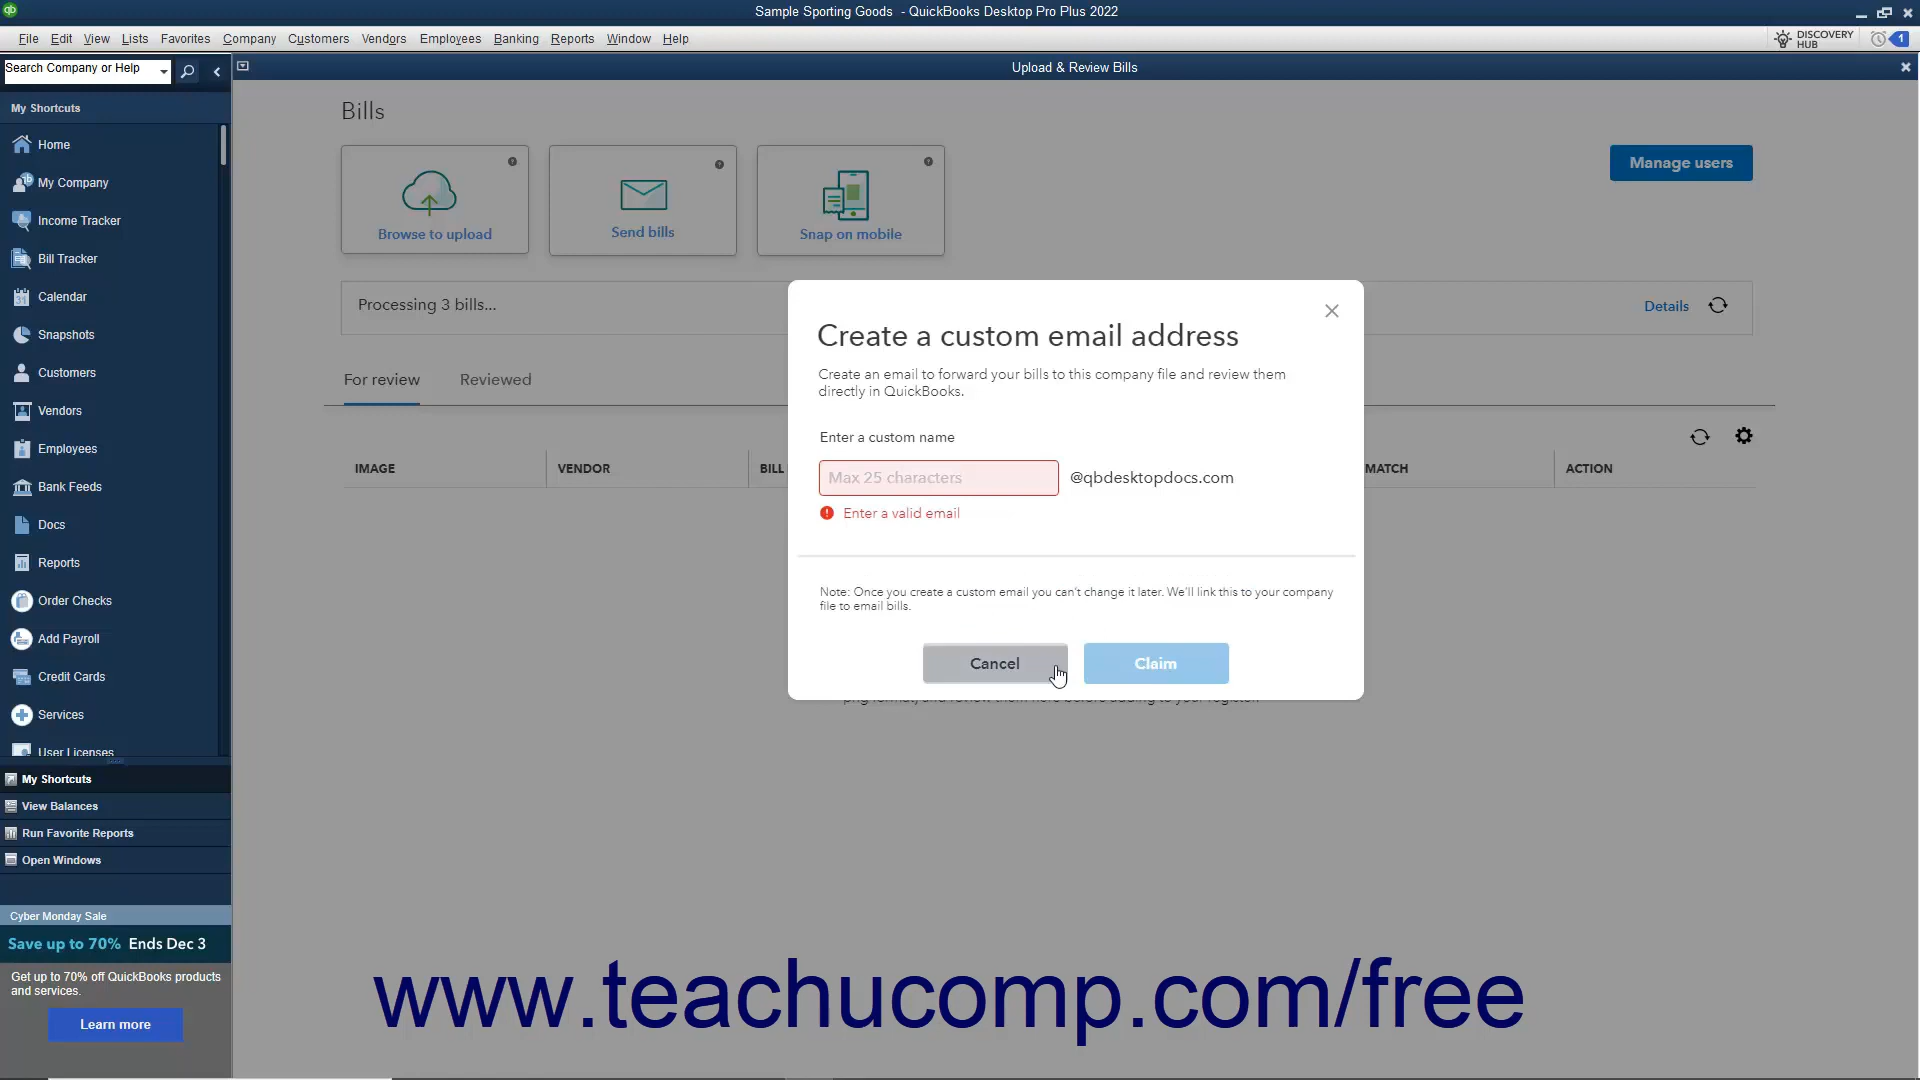 Sample Sporting Goods - QuickBooks Desktop Pro Plus 2022
File Edit View Lists Favorites Company Customers Vendors Employees Banking Reports Window Help
DISCOVERY HUB
1
Search Company or Help
Upload & Review Bills
My Shortcuts
Home
My Company
Income Tracker
Bill Tracker
Calendar
Snapshots
Customers
Vendors
Employees
Bank Feeds
Docs
Reports
Order Checks
Add Payroll
Credit Cards
Services
User Licenses
My Shortcuts
View Balances
Run Favorite Reports
Open Windows
Cyber Monday Sale
Save up to 70% Ends Dec 3
Get up to 70% off QuickBooks products
and services.
Learn more
Bills
Browse to upload
Send bills
Snap on mobile
Manage users
Processing 3 bills...
Details
For review
Reviewed
IMAGE
VENDOR
BILL
MATCH
ACTION
Create a custom email address
Create an email to forward your bills to this company file and review them
directly in QuickBooks.
Enter a custom name
Max 25 characters
@qbdesktopdocs.com
Enter a valid email
Note: Once you create a custom email you can't change it later. We'll link this to your company
file to email bills.
Cancel
Claim
www.teachucomp.com/free